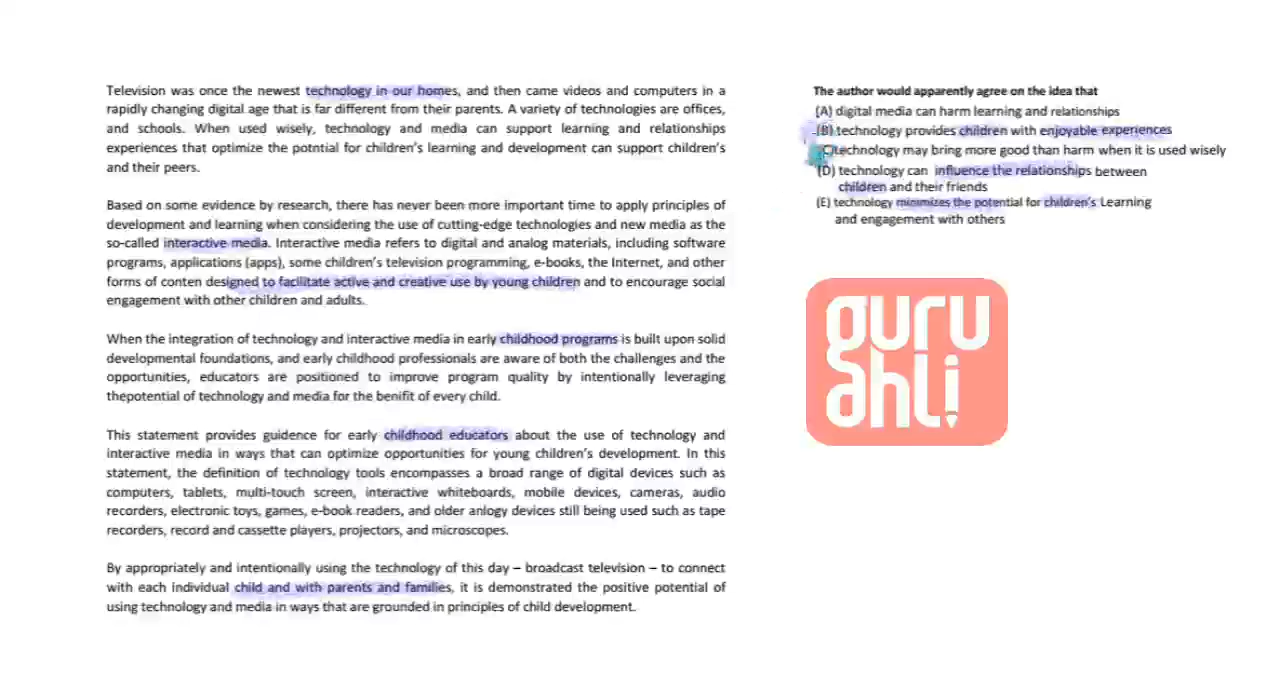 Television was once the newest technology in our homes, and then came videos and computers in a
rapidly changing digital age that is far different from their parents. A variety of technologies are offices,
and schools. When used wisely, technology and media can support learning and relationships
experiences that optimize the potntial for children's learning and development can support children's
and their peers.
Based on some evidence by research, there has never been more important time to apply principles of
development and learning when considering the use of cutting-edge technologies and new media as the
so-called interactive media. Interactive media refers to digital and analog materials, including software
programs, applications (apps), some children's television programming, e-books, the Internet, and other
forms of conten designed to facilitate active and creative use by young children and to encourage social
engagement with other children and adults.
When the integration of technology and interactive media in early childhood programs is built upon solid
developmental foundations, and early childhood professionals are aware of both the challenges and the
opportunities, educators are positioned to improve program quality by intentionally leveraging
thepotential of technology and media for the benifit of every child.
This statement provides guidence for early childhood educators about the use of technology and
interactive media in ways that can optimize opportunities for young children's development. In this
statement, the definition of technology tools encompasses a broad range of digital devices such as
computers, tablets, multi-touch screen, interactive whiteboards, mobile devices, cameras, audio
recorders, electronic toys, games, e-book readers, and older anlogy devices still being used such as tape
recorders, record and cassette players, projectors, and microscopes.
By appropriately and intentionally using the technology of this day – broadcast television – to connect
with each individual child and with parents and families, it is demonstrated the positive potential of
using technology and media in ways that are grounded in principles of child development.
The author would apparently agree on the idea that
(A) digital media can harm learning and relationships
(B) technology provides children with enjoyable experiences
(C) technology may bring more good than harm when it is used wisely
(D) technology can influence the relationships between
children and their friends
(E) technology minimizes the potential for children's Learning
and engagement with others
guru
ahli